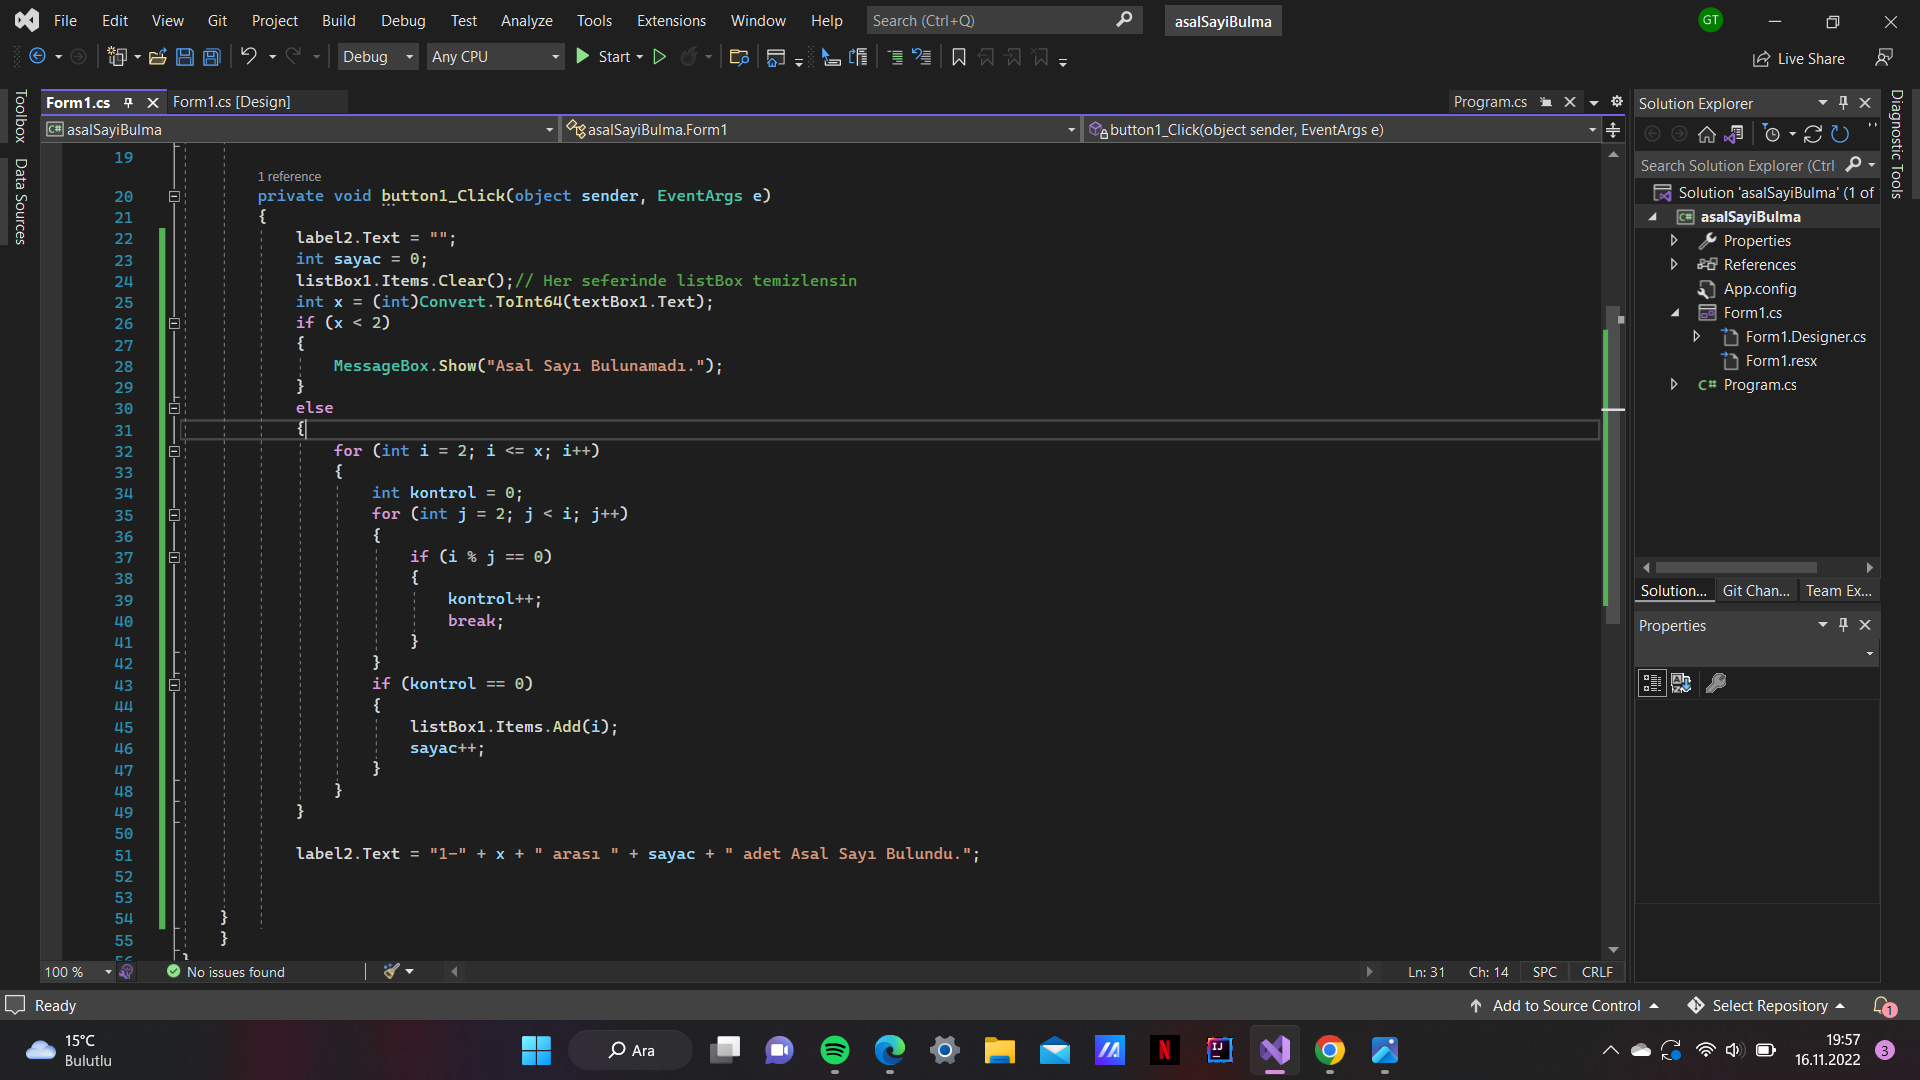 File Edit View Git Project Build Debug Test Analyze Tools Extensions Window Help Search (Ctrl+Q) asalSayiBulma GT
Debug Any CPU Start Live Share
Toolbox
Data Sources
Form1.cs Form1.cs [Design] Program.cs
asalSayiBulma asalSayiBulma.Form1 button1_Click(object sender, EventArgs e)
19
1 reference
20 private void button1_Click(object sender, EventArgs e)
21 {
22 label2.Text = "";
23 int sayac = 0;
24 listBox1.Items.Clear();// Her seferinde listBox temizlensin
25 int x = (int)Convert.ToInt64(textBox1.Text);
26 if (x < 2)
27 {
28 MessageBox.Show("Asal Sayı Bulunamadı.");
29 }
30 else
31 {
32 for (int i = 2; i <= x; i++)
33 {
34 int kontrol = 0;
35 for (int j = 2; j < i; j++)
36 {
37 if (i % j == 0)
38 {
39 kontrol++;
40 break;
41 }
42 }
43 if (kontrol == 0)
44 {
45 listBox1.Items.Add(i);
46 sayac++;
47 }
48 }
49 }
50
51 label2.Text = "1-" + x + " arası " + sayac + " adet Asal Sayı Bulundu.";
52
53
54 }
55 }
56 }
100 % No issues found Ln: 31 Ch: 14 SPC CRLF
Solution Explorer
Search Solution Explorer (Ctrl
Solution 'asalSayiBulma' (1 of
asalSayiBulma
Properties
References
App.config
Form1.cs
Form1.Designer.cs
Form1.resx
C# Program.cs
Solution... Git Chan... Team Ex...
Properties
Diagnostic Tools
Ready Add to Source Control Select Repository 1
15°C
Bulutlu
Ara
19:57
16.11.2022
3